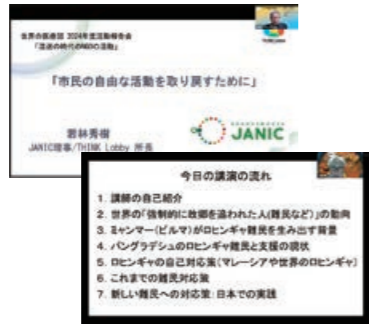 世界の医療団 2024年度活動報告会
「混迷の時代のNGO活動」
「市民の自由な活動を取り戻すために」
若林秀樹
JANIC理事/THINK Lobby 所長
JANIC
今日の講演の流れ
1. 講師の自己紹介
2. 世界の「強制的に故郷を追われた人(難民など)」の動向
3. ミャンマー(ビルマ)がロヒンギャ難民を生み出す背景
4. バングラデシュのロヒンギャ難民と支援の現状
5. ロヒンギャの自己対応策(マレーシアや世界のロヒンギャ)
6. これまでの難民対応策
7. 新しい難民への対応策:日本での実践